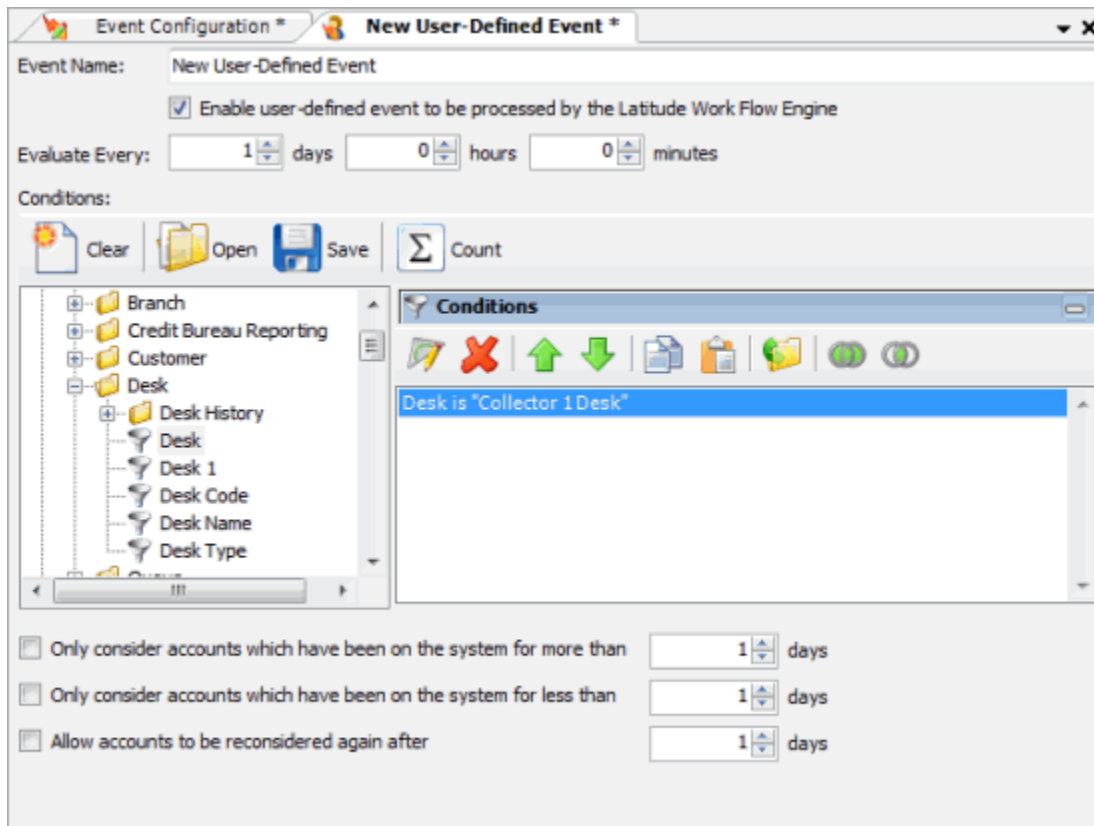 Event Configuration * New User-Defined Event *
Event Name: New User-Defined Event
Enable user-defined event to be processed by the Latitude Work Flow Engine
Evaluate Every: 1 days 0 hours 0 minutes
Conditions:
Clear Open Save Σ Count
Branch
Credit Bureau Reporting
Customer
Desk
Desk History
Desk
Desk 1
Desk Code
Desk Name
Desk Type
Conditions
Desk is "Collector 1 Desk"
Only consider accounts which have been on the system for more than 1 days
Only consider accounts which have been on the system for less than 1 days
Allow accounts to be reconsidered again after 1 days